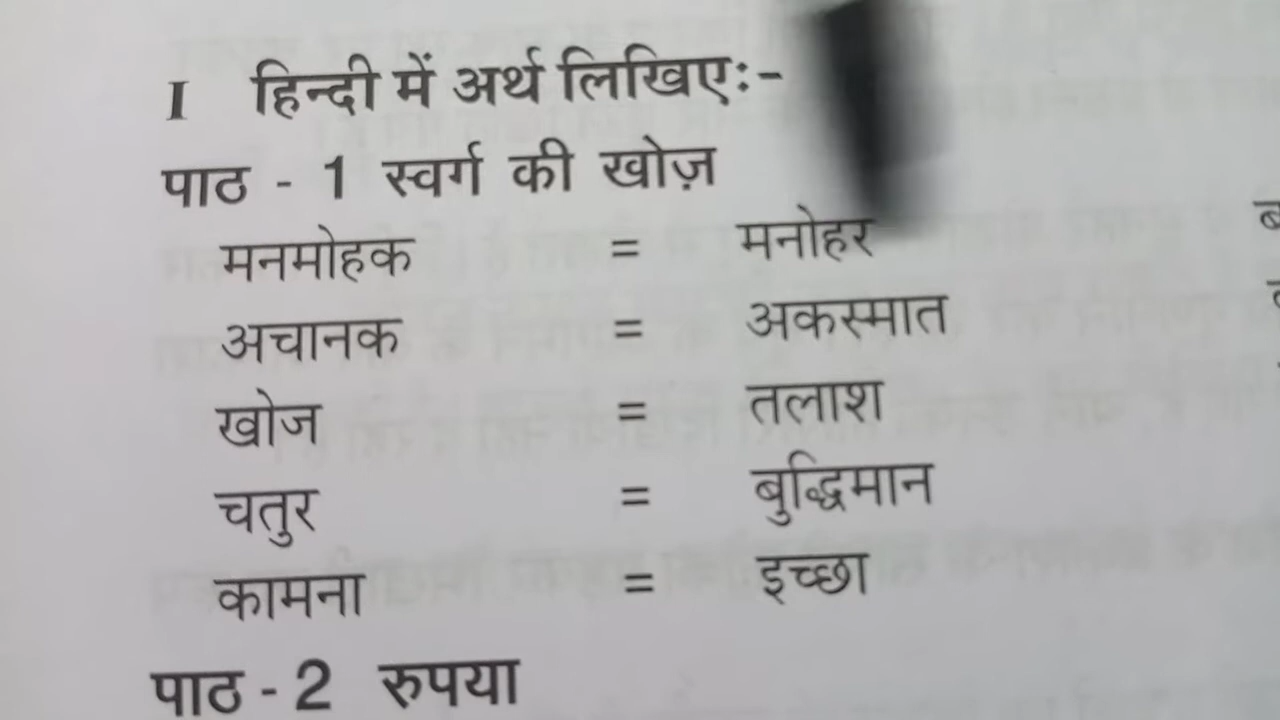 I हिन्दी में अर्थ लिखिए:-
पाठ - 1 स्वर्ग की खोज़
मनमोहक = मनोहर
अचानक = अकस्मात
खोज = तलाश
चतुर = बुद्धिमान
कामना = इच्छा
पाठ - 2 रुपया